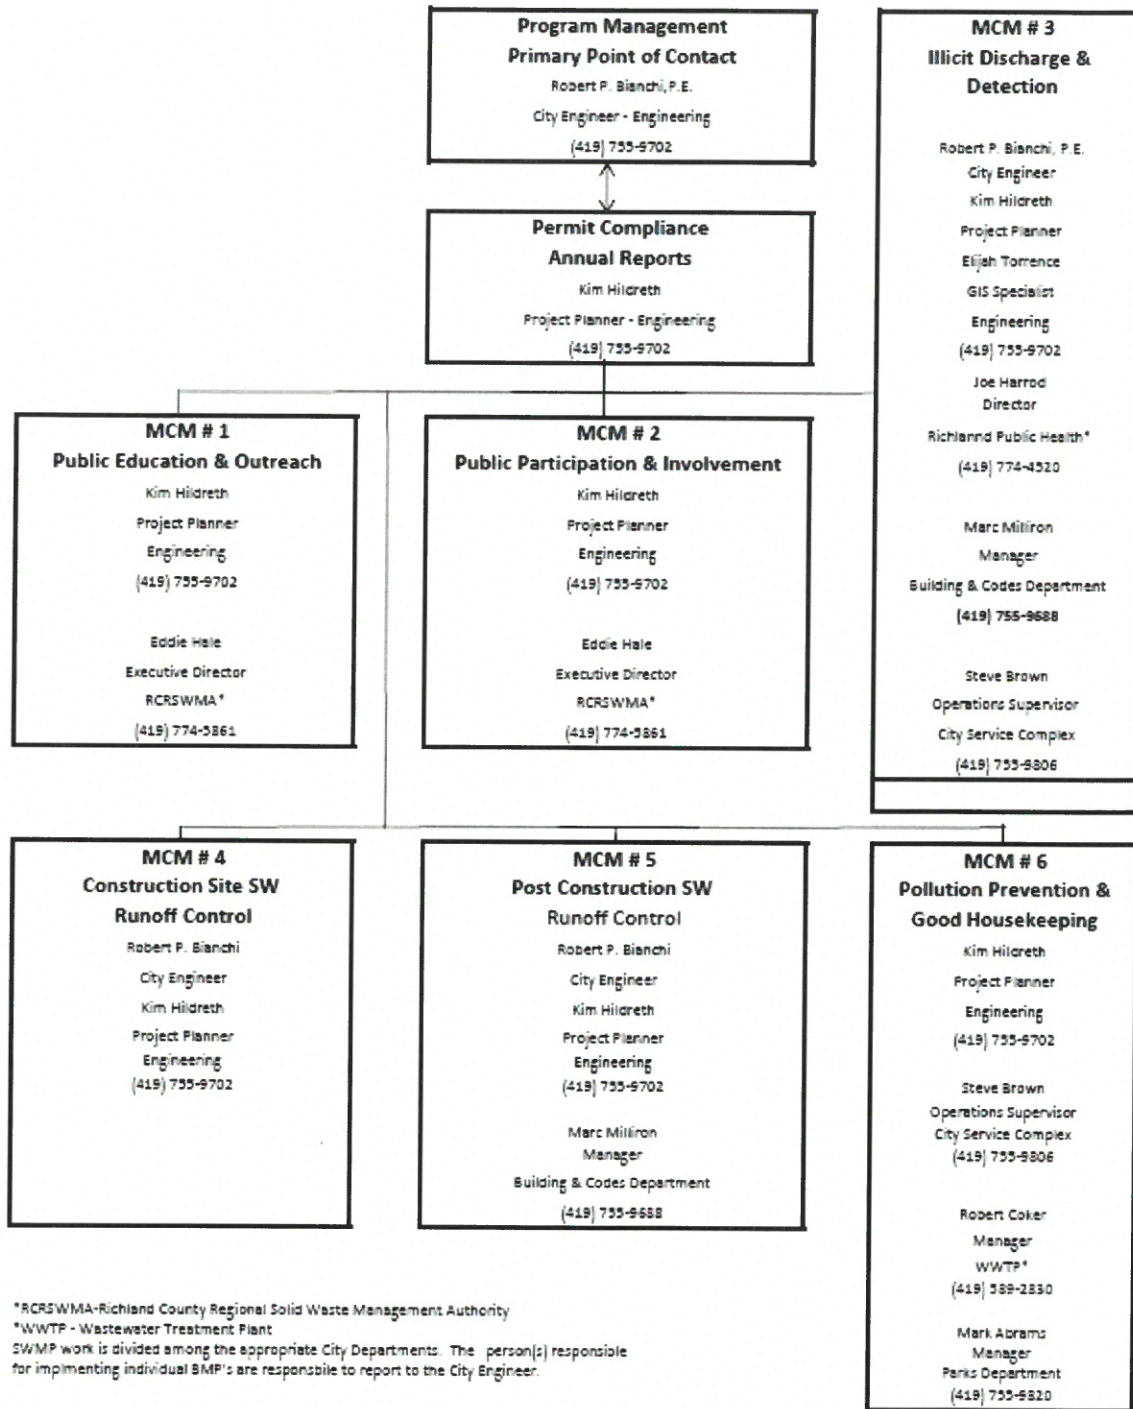 Program Management
Primary Point of Contact
Robert P. Bianchi, P.E.
City Engineer - Engineering
(419) 755-9702
Permit Compliance
Annual Reports
Kim Hildreth
Project Planner - Engineering
(419) 755-9702
MCM # 3
Illicit Discharge &
Detection
Robert P. Bianchi, P.E.
City Engineer
Kim Hildreth
Project Planner
Elijah Torrence
GIS Specialist
Engineering
(419) 755-9702
Joe Harrod
Director
Richlannd Public Health*
(419) 774-4520
Marc Milliron
Manager
Building & Codes Department
(419) 755-9688
Steve Brown
Operations Supervisor
City Service Complex
(419) 755-9806
MCM # 1
Public Education & Outreach
Kim Hildreth
Project Planner
Engineering
(419) 755-9702
Eddie Hale
Executive Director
RCRSWMA*
(419) 774-5861
MCM # 2
Public Participation & Involvement
Kim Hildreth
Project Planner
Engineering
(419) 755-9702
Eddie Hale
Executive Director
RCRSWMA*
(419) 774-5861
MCM # 4
Construction Site SW
Runoff Control
Robert P. Bianchi
City Engineer
Kim Hildreth
Project Planner
Engineering
(419) 755-9702
MCM # 5
Post Construction SW
Runoff Control
Robert P. Bianchi
City Engineer
Kim Hildreth
Project Planner
Engineering
(419) 755-9702
Marc Milliron
Manager
Building & Codes Department
(419) 755-9688
MCM # 6
Pollution Prevention &
Good Housekeeping
Kim Hildreth
Project Planner
Engineering
(419) 755-9702
Steve Brown
Operations Supervisor
City Service Complex
(419) 755-9806
Robert Coker
Manager
WWTP*
(419) 589-2830
Mark Abrams
Manager
Parks Department
(419) 755-9820
*RCRSWMA-Richland County Regional Solid Waste Management Authority
*WWTP - Wastewater Treatment Plant
SWMP work is divided among the appropriate City Departments. The person(s) responsible
for implmenting individual BMP's are responsbile to report to the City Engineer.